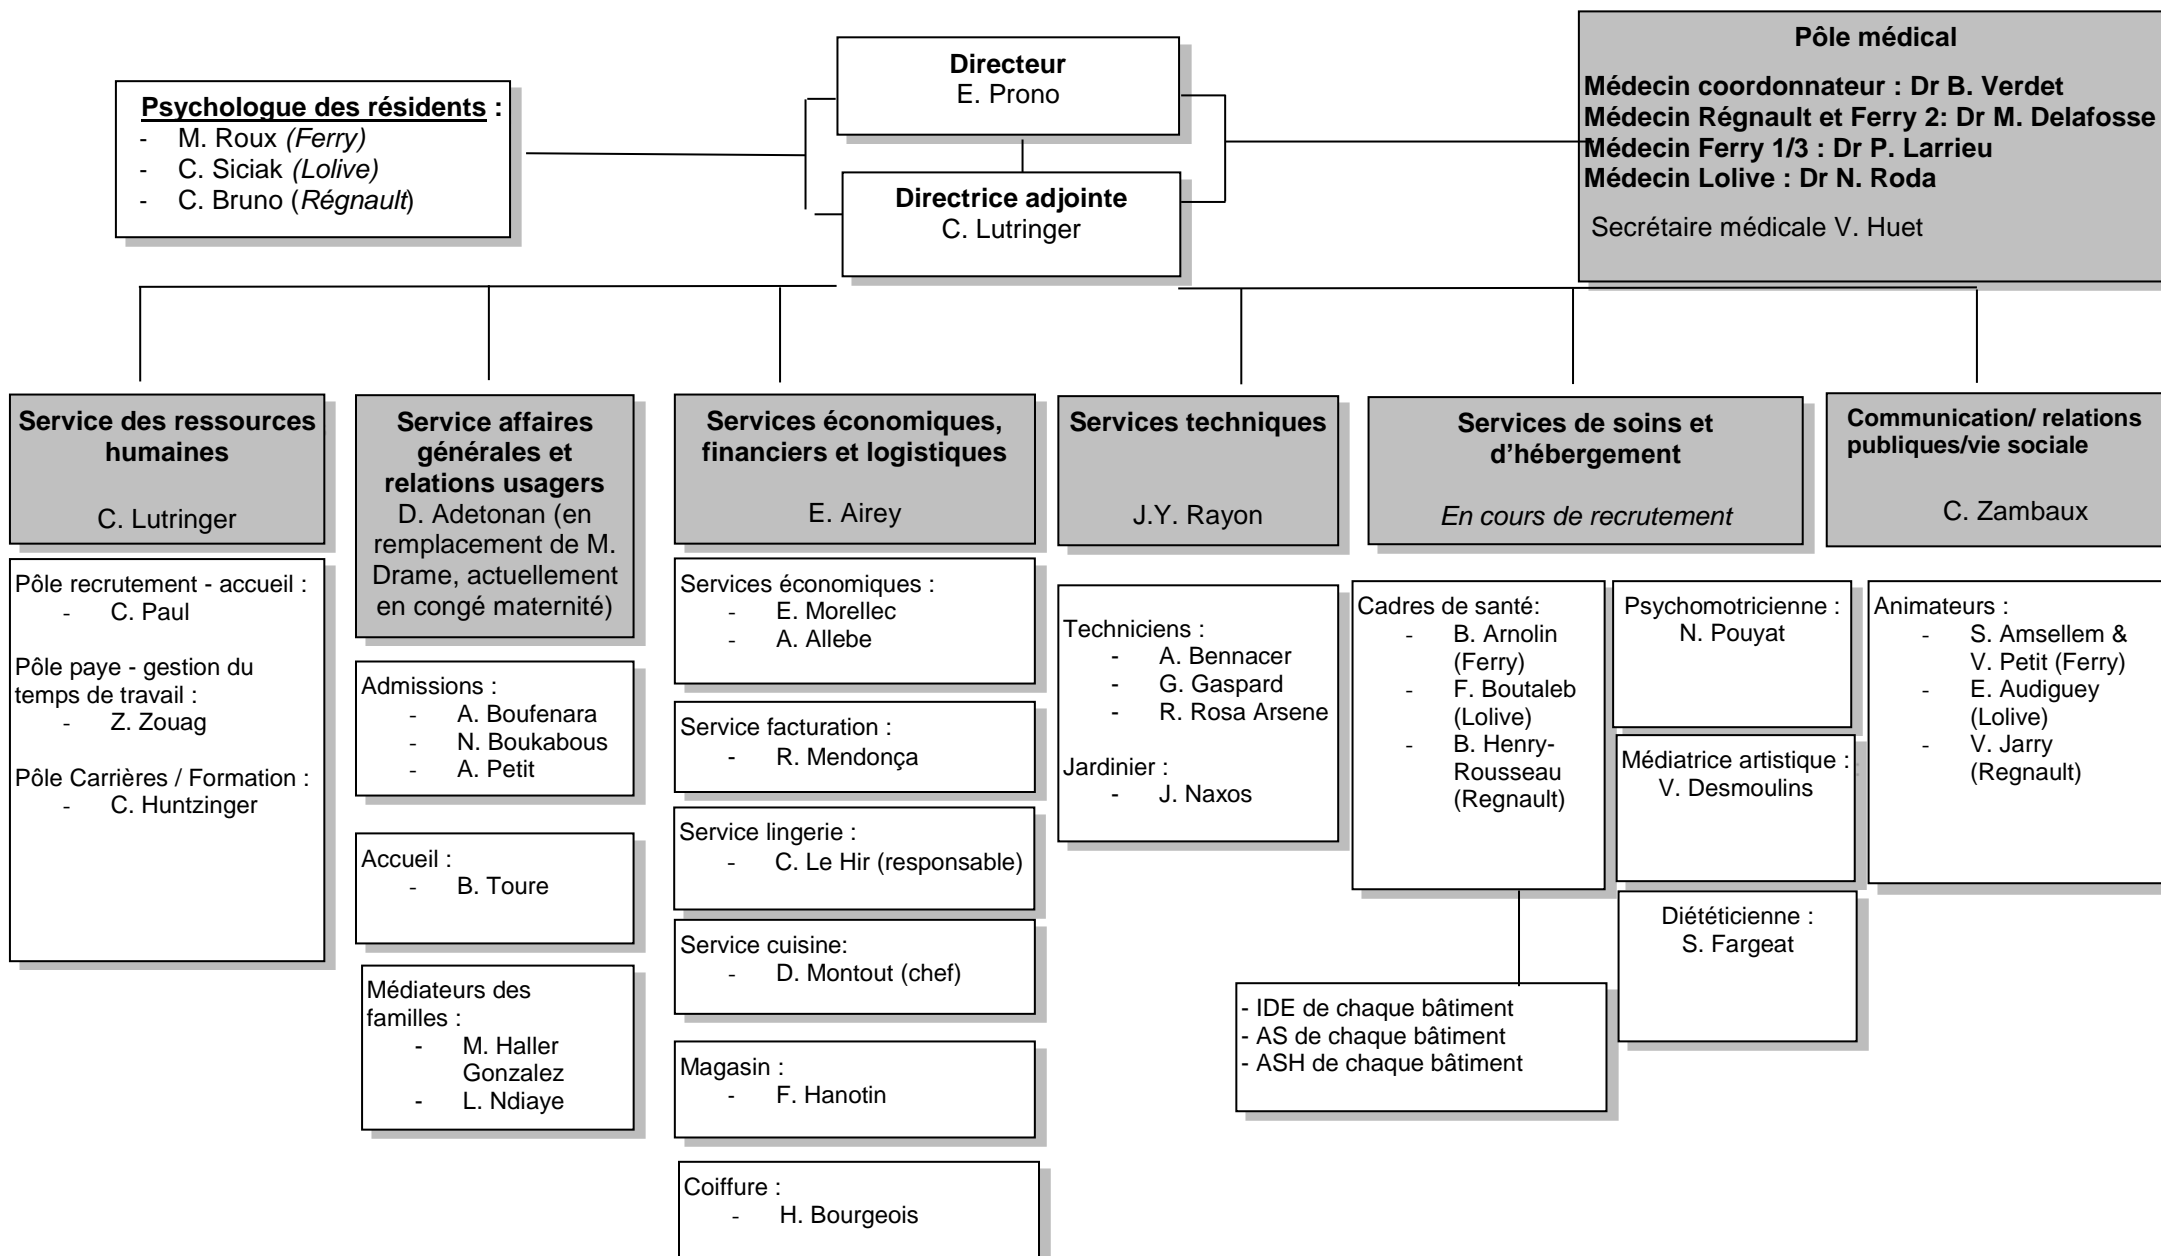 Directeur
E. Prono
Psychologue des résidents :
- M. Roux (Ferry)
- C. Siciak (Lolive)
- C. Bruno (Régnault)
Directrice adjointe
C. Lutringer
Pôle médical
Médecin coordonnateur : Dr B. Verdet
Médecin Régnault et Ferry 2: Dr M. Delafosse
Médecin Ferry 1/3 : Dr P. Larrieu
Médecin Lolive : Dr N. Roda
Secrétaire médicale V. Huet
Service des ressources
humaines
C. Lutringer
Pôle recrutement - accueil :
- C. Paul
Pôle paye - gestion du
temps de travail :
- Z. Zouag
Pôle Carrières / Formation :
- C. Huntzinger
Service affaires
générales et
relations usagers
D. Adetonan (en
remplacement de M.
Drame, actuellement
en congé maternité)
Admissions :
- A. Boufenara
- N. Boukabous
- A. Petit
Accueil :
- B. Toure
Médiateurs des
familles :
- M. Haller
Gonzalez
- L. Ndiaye
Services économiques,
financiers et logistiques
E. Airey
Services économiques :
- E. Morellec
- A. Allebe
Service facturation :
- R. Mendonça
Service lingerie :
- C. Le Hir (responsable)
Service cuisine:
- D. Montout (chef)
Magasin :
- F. Hanotin
Coiffure :
- H. Bourgeois
Services techniques
J.Y. Rayon
Techniciens :
- A. Bennacer
- G. Gaspard
- R. Rosa Arsene
Jardinier :
- J. Naxos
Services de soins et
d'hébergement
En cours de recrutement
Cadres de santé:
- B. Arnolin
(Ferry)
- F. Boutaleb
(Lolive)
- B. Henry-
Rousseau
(Regnault)
- IDE de chaque bâtiment
- AS de chaque bâtiment
- ASH de chaque bâtiment
Psychomotricienne :
N. Pouyat
Médiatrice artistique :
V. Desmoulins
Diététicienne :
S. Fargeat
Communication/ relations
publiques/vie sociale
C. Zambaux
Animateurs :
- S. Amsellem &
V. Petit (Ferry)
- E. Audiguey
(Lolive)
- V. Jarry
(Regnault)